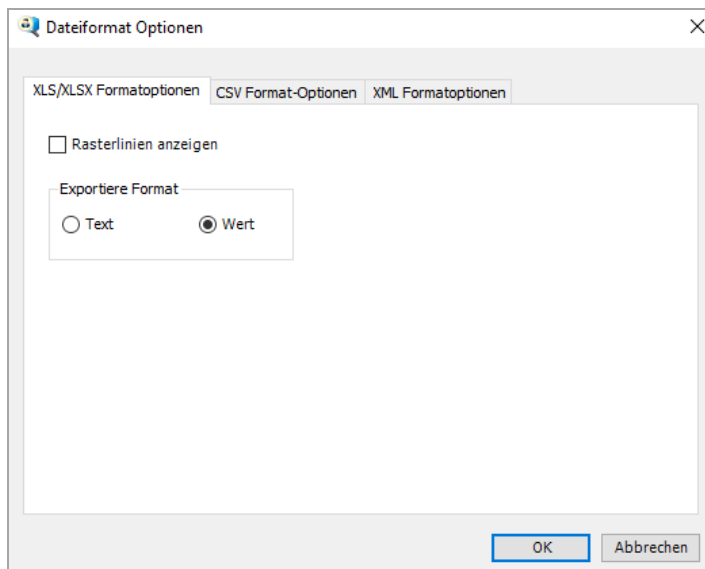 Dateiformat Optionen
XLS/XLSX Formatoptionen CSV Format-Optionen XML Formatoptionen
Rasterlinien anzeigen
Exportiere Format
Text Wert
OK Abbrechen